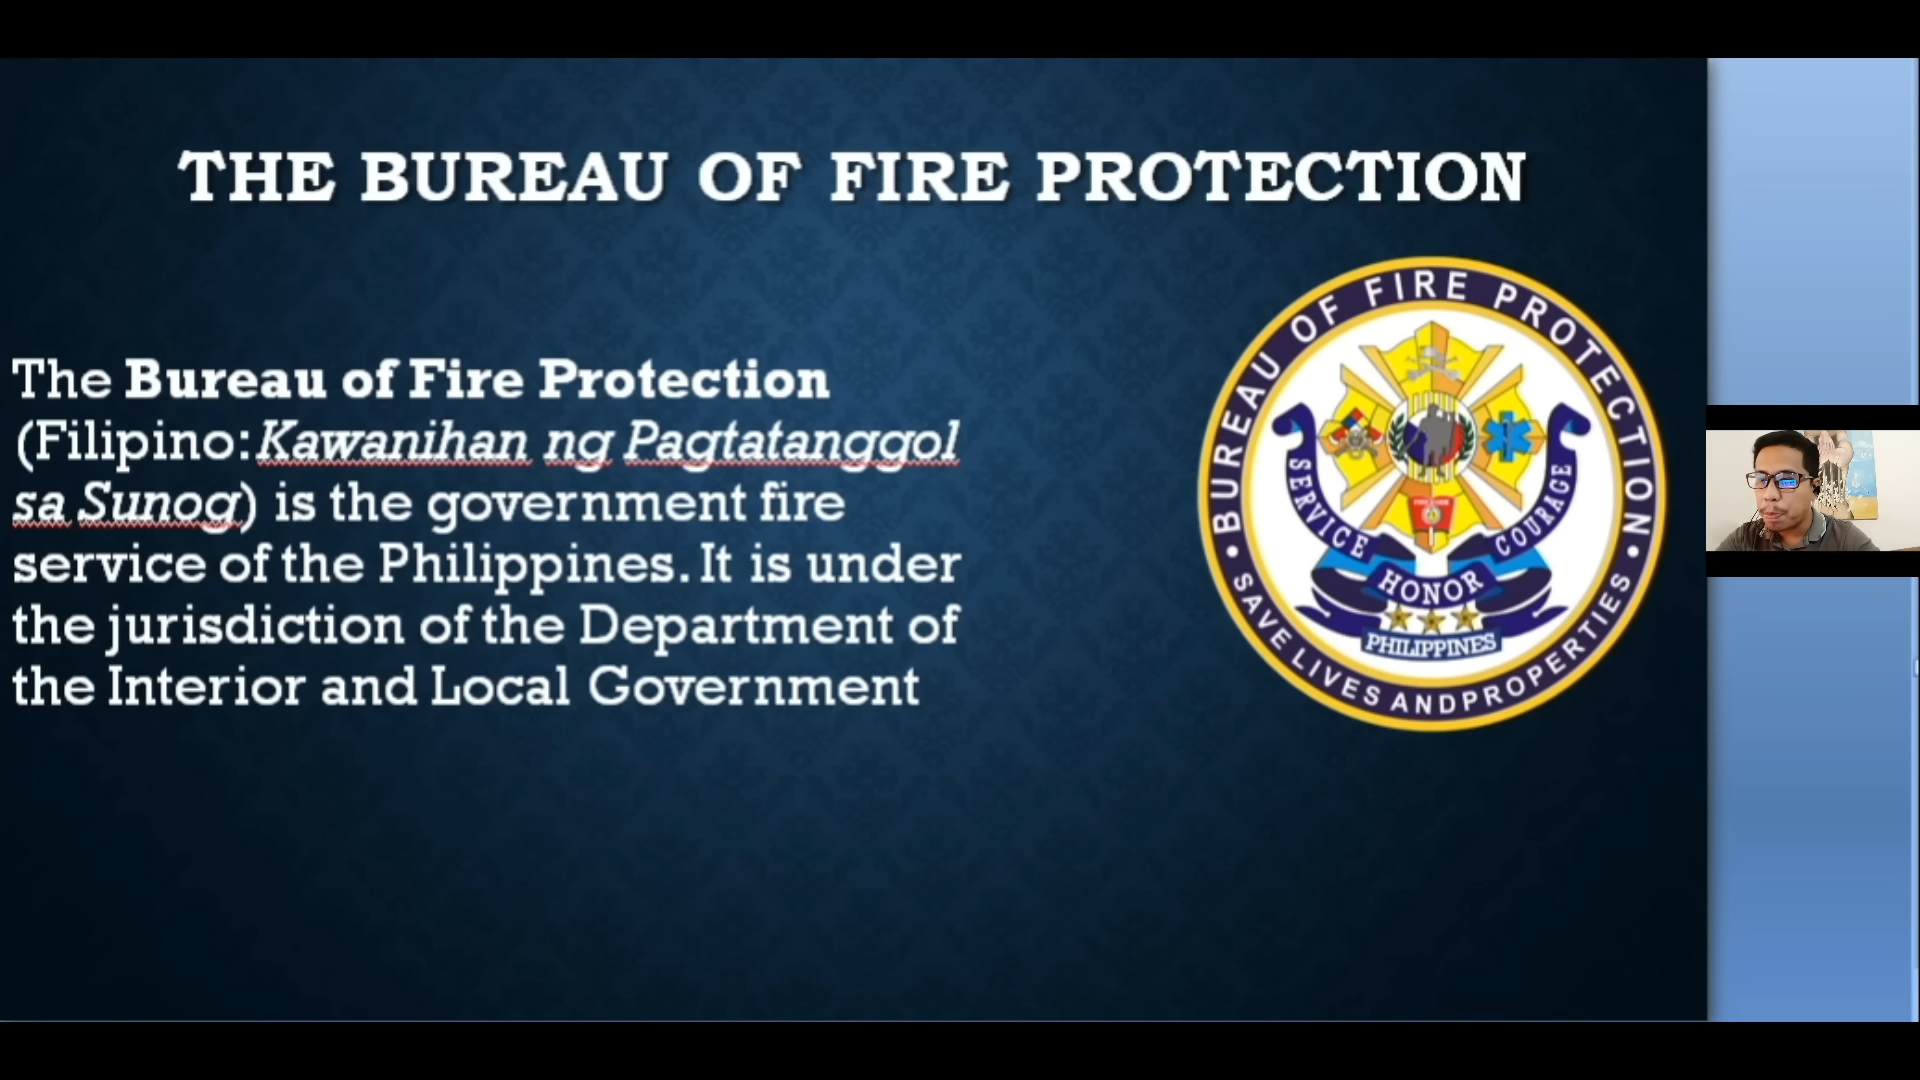 THE BUREAU OF FIRE PROTECTION
The Bureau of Fire Protection
(Filipino: Kawanihan ng Pagtatanggol
sa Sunog) is the government fire
service of the Philippines. It is under
the jurisdiction of the Department of
the Interior and Local Government
• BUREAU OF FIRE PROTECTION •
SERVICE
HONOR
COURAGE
PHILIPPINES
SAVE LIVES AND PROPERTIES